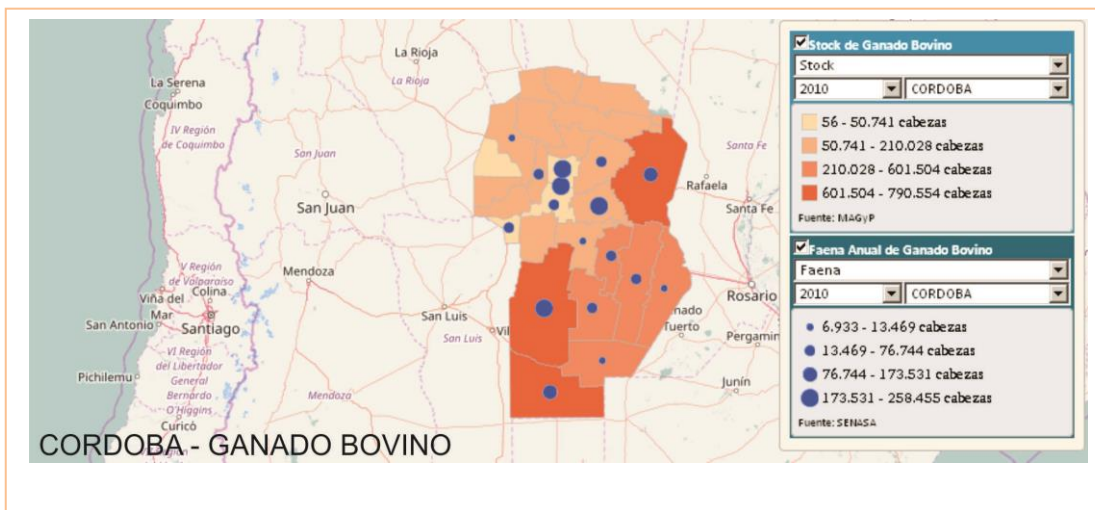 La Rioja
La Rioja
La Serena
Coquimbo
IV Región
de Coquimbo
San Juan
San Juan
Santa Fe
Rafaela
Santa Fe
V Región
de Valparaíso
Mendoza
Viña del
Mar
Colina
San Antonio
Santiago
San Luis
San Luis
Vil
Rosario
nado
Tuerto
Pergamin
VI Región
del Libertador
General
Bernardo
O'Higgins
Pichilemu
Curicó
Mendoza
Junín
CORDOBA - GANADO BOVINO
Stock de Ganado Bovino
Stock
2010 CORDOBA
56 - 50.741 cabezas
50.741 - 210.028 cabezas
210.028 - 601.504 cabezas
601.504 - 790.554 cabezas
Fuente: MAGyP
Faena Anual de Ganado Bovino
Faena
2010 CORDOBA
6.933 - 13.469 cabezas
13.469 - 76.744 cabezas
76.744 - 173.531 cabezas
173.531 - 258.455 cabezas
Fuente: SENASA